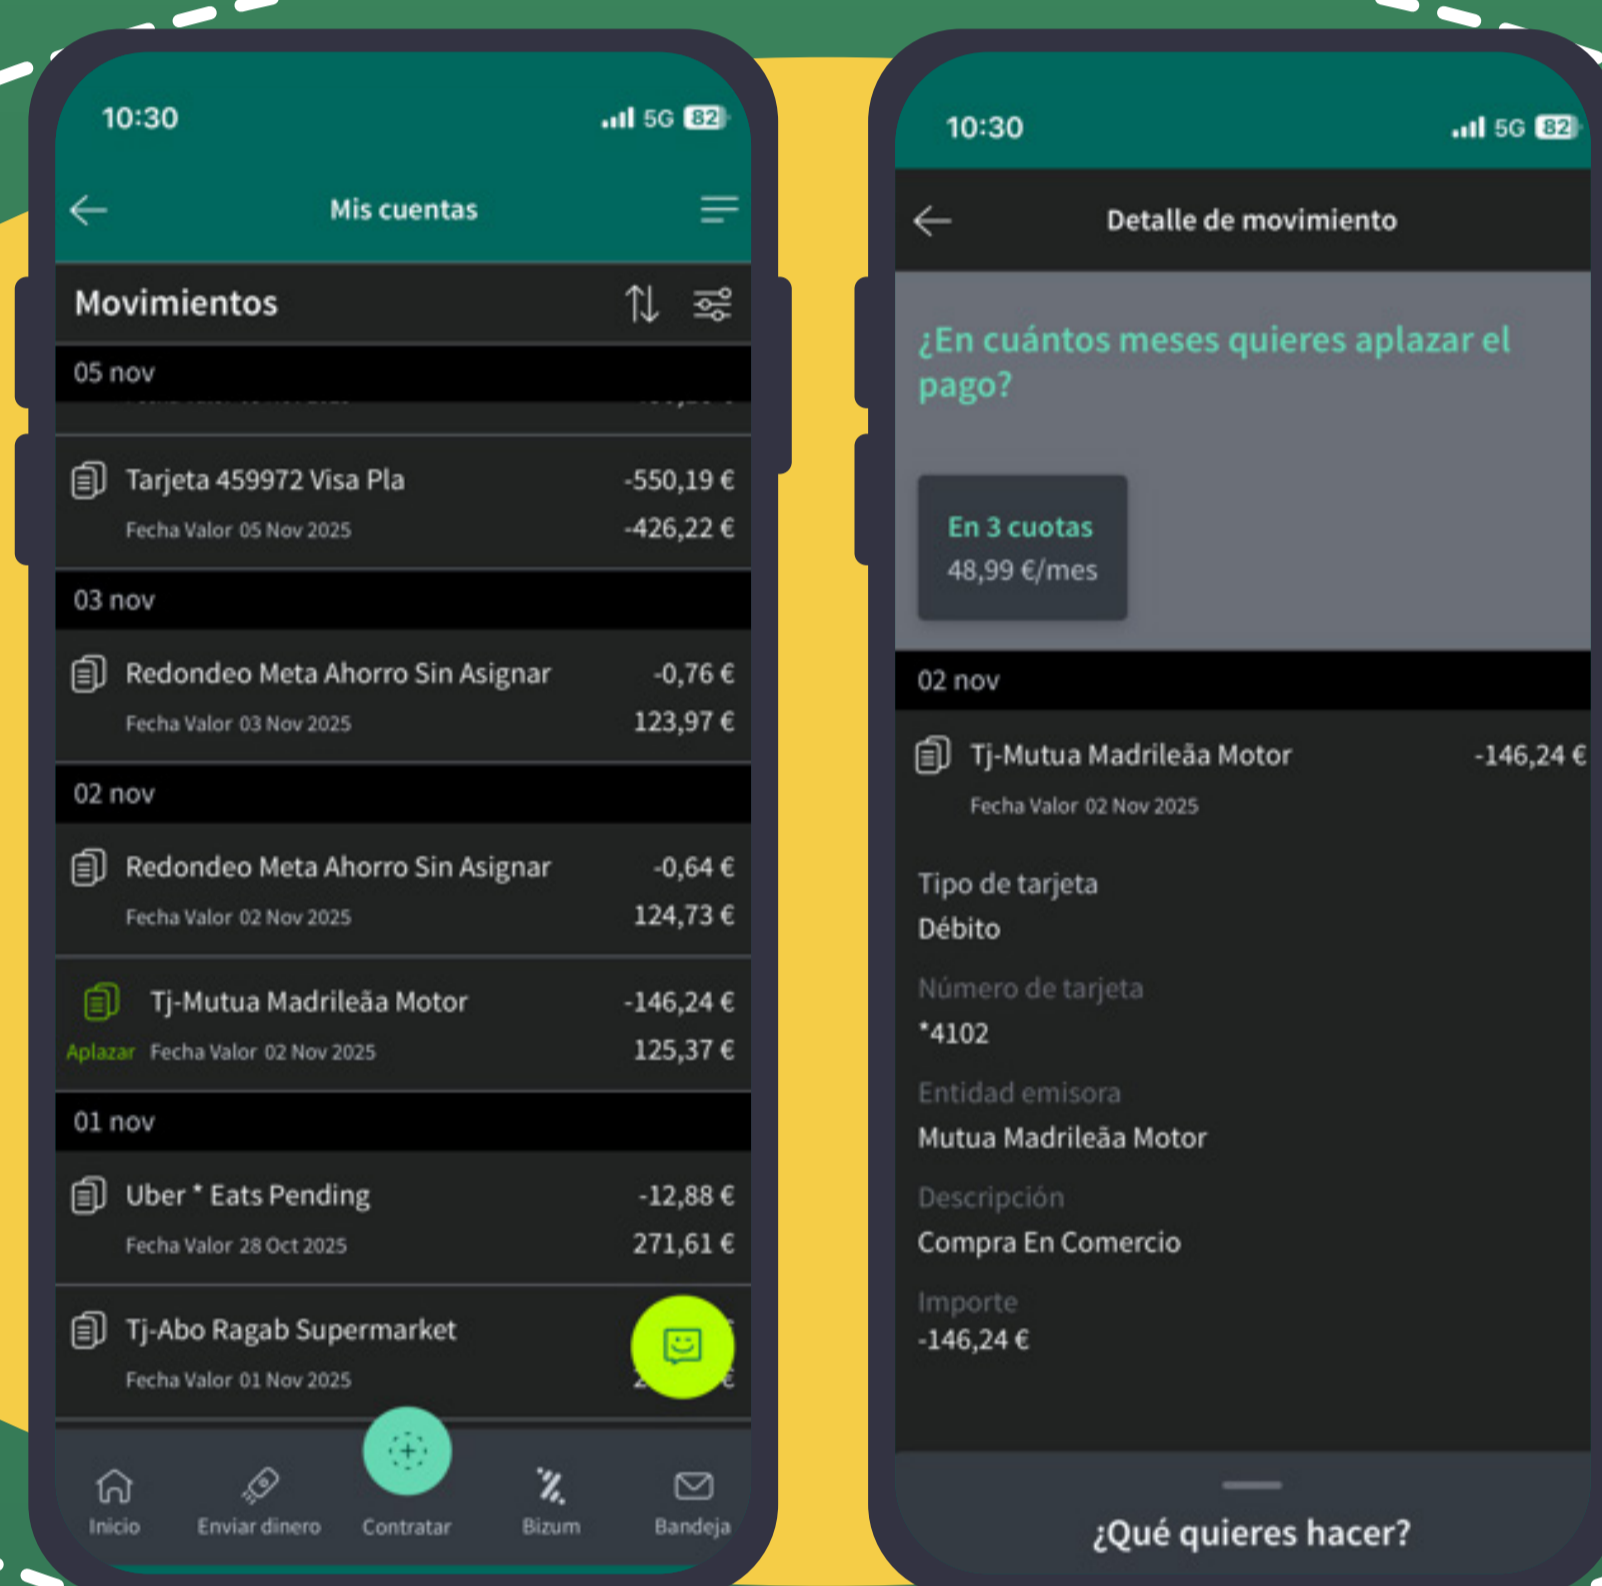 10:30
5G 82
Mis cuentas
Movimientos
05 nov
Tarjeta 459972 Visa Pla -550,19 €
Fecha Valor 05 Nov 2025 -426,22 €
03 nov
Redondeo Meta Ahorro Sin Asignar -0,76 €
Fecha Valor 03 Nov 2025 123,97 €
02 nov
Redondeo Meta Ahorro Sin Asignar -0,64 €
Fecha Valor 02 Nov 2025 124,73 €
Tj-Mutua Madrileãa Motor -146,24 €
Aplazar Fecha Valor 02 Nov 2025 125,37 €
01 nov
Uber * Eats Pending -12,88 €
Fecha Valor 28 Oct 2025 271,61 €
Tj-Abo Ragab Supermarket
Fecha Valor 01 Nov 2025
Inicio
Enviar dinero
Contratar
Bizum
Bandeja
10:30
5G 82
Detalle de movimiento
¿En cuántos meses quieres aplazar el
pago?
En 3 cuotas
48,99 €/mes
02 nov
Tj-Mutua Madrileãa Motor -146,24 €
Fecha Valor 02 Nov 2025
Tipo de tarjeta
Débito
Número de tarjeta
*4102
Entidad emisora
Mutua Madrileãa Motor
Descripción
Compra En Comercio
Importe
-146,24 €
¿Qué quieres hacer?